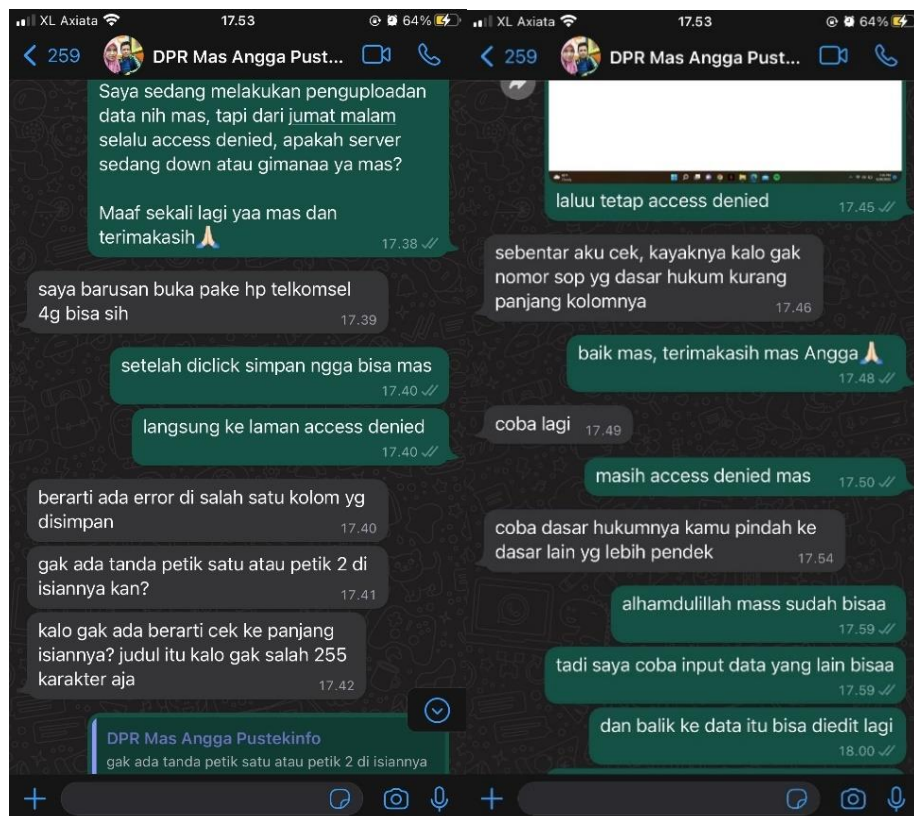 XL Axiata 17.53 64%
259 DPR Mas Angga Pust...
Saya sedang melakukan penguploadan
data nih mas, tapi dari jumat malam
selalu access denied, apakah server
sedang down atau gimanaa ya mas?
Maaf sekali lagi yaa mas dan
terimakasih🙏🏻
17.38
saya barusan buka pake hp telkomsel
4g bisa sih
17.39
setelah diclick simpan ngga bisa mas
17.40
langsung ke laman access denied
17.40
berarti ada error di salah satu kolom yg
disimpan
17.40
gak ada tanda petik satu atau petik 2 di
isiannya kan?
17.41
kalo gak ada berarti cek ke panjang
isiannya? judul itu kalo gak salah 255
karakter aja
17.42
DPR Mas Angga Pustekinfo
gak ada tanda petik satu atau petik 2 di isiannya
XL Axiata 17.53 64%
259 DPR Mas Angga Pust...
laluu tetap access denied
17.45
sebentar aku cek, kayaknya kalo gak
nomor sop yg dasar hukum kurang
panjang kolomnya
17.46
baik mas, terimakasih mas Angga🙏🏻
17.48
coba lagi 17.49
masih access denied mas
17.50
coba dasar hukumnya kamu pindah ke
dasar lain yg lebih pendek
17.54
alhamdulillah mass sudah bisaa
17.59
tadi saya coba input data yang lain bisaa
17.59
dan balik ke data itu bisa diedit lagi
18.00